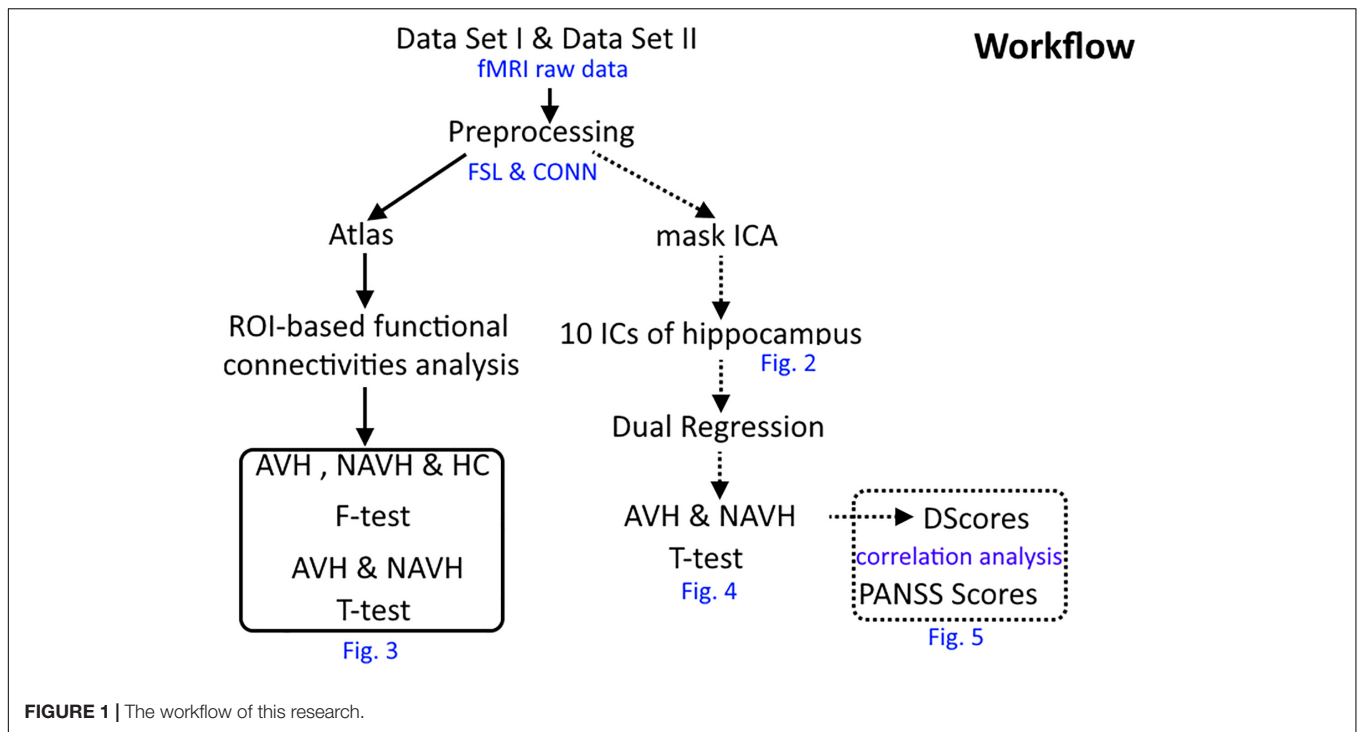 Data Set I & Data Set II
fMRI raw data
Workflow
Preprocessing
FSL & CONN
Atlas
ROI-based functional
connectivities analysis
AVH , NAVH & HC
F-test
AVH & NAVH
T-test
Fig. 3
mask ICA
10 ICs of hippocampus
Fig. 2
Dual Regression
AVH & NAVH
T-test
Fig. 4
DScores
correlation analysis
PANSS Scores
Fig. 5
FIGURE 1 | The workflow of this research.